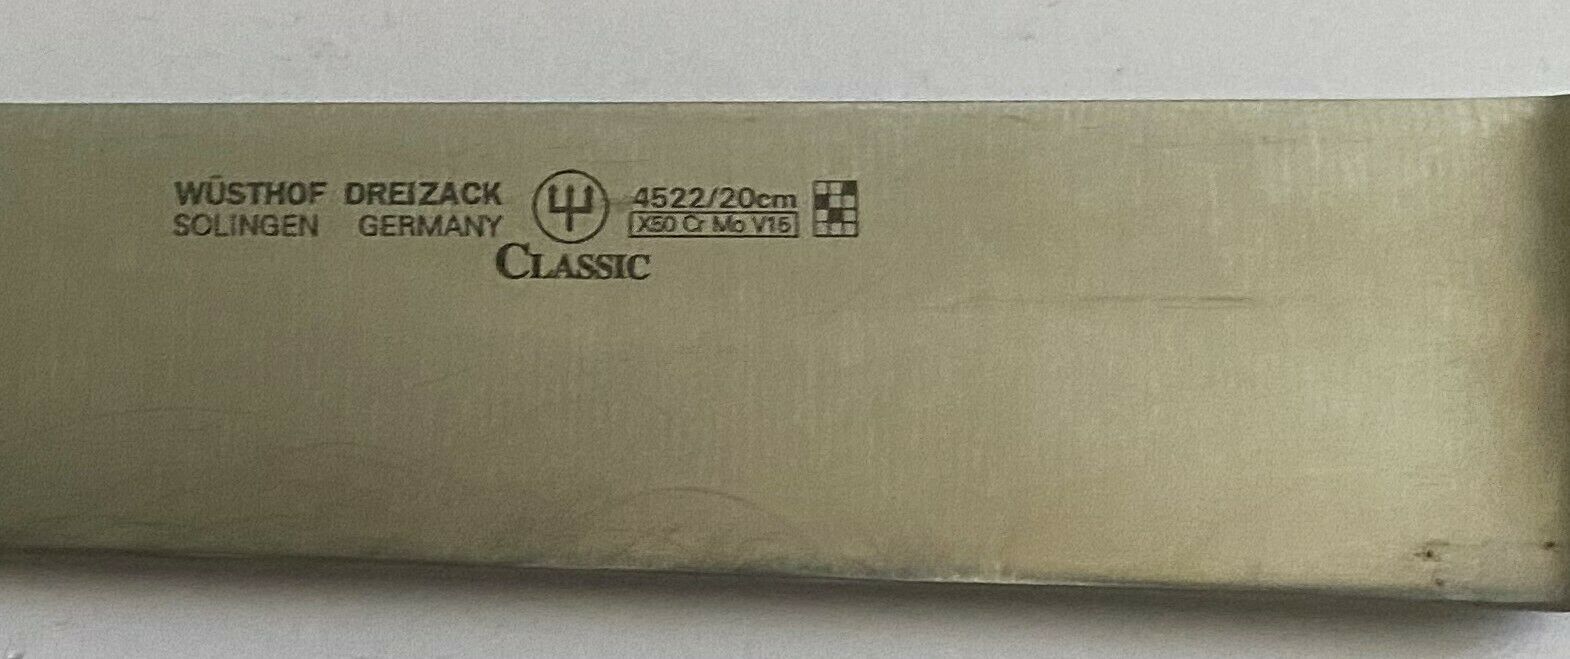 WÜSTHOF DREIZACK
SOLINGEN GERMANY
4522/20cm
X50 Cr Mo V15
CLASSIC